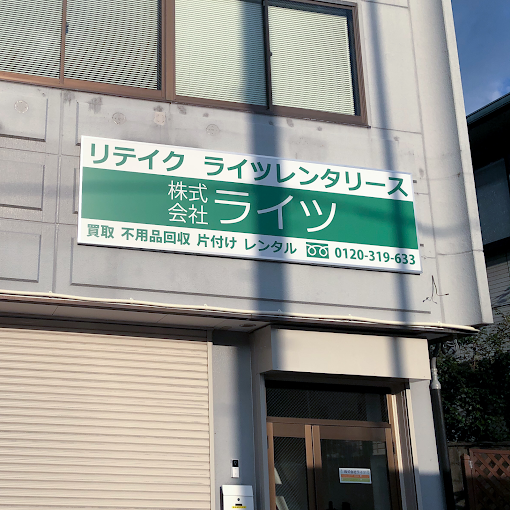 リテイク ライツレンタリース
株式会社 ライツ
買取 不用品回収 片付け レンタル 0120-319-633